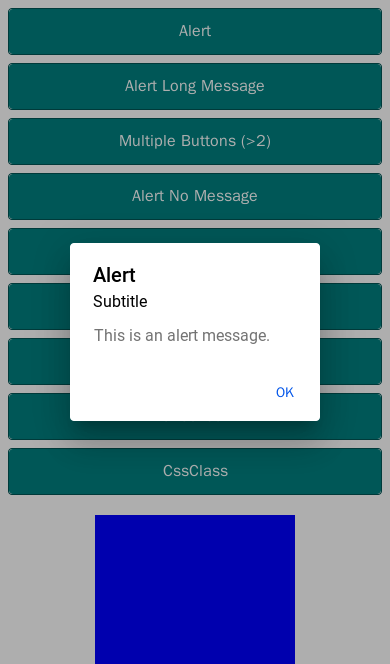 Alert
Alert Long Message
Multiple Buttons (>2)
Alert No Message
Alert
Subtitle
This is an alert message.
OK
CssClass